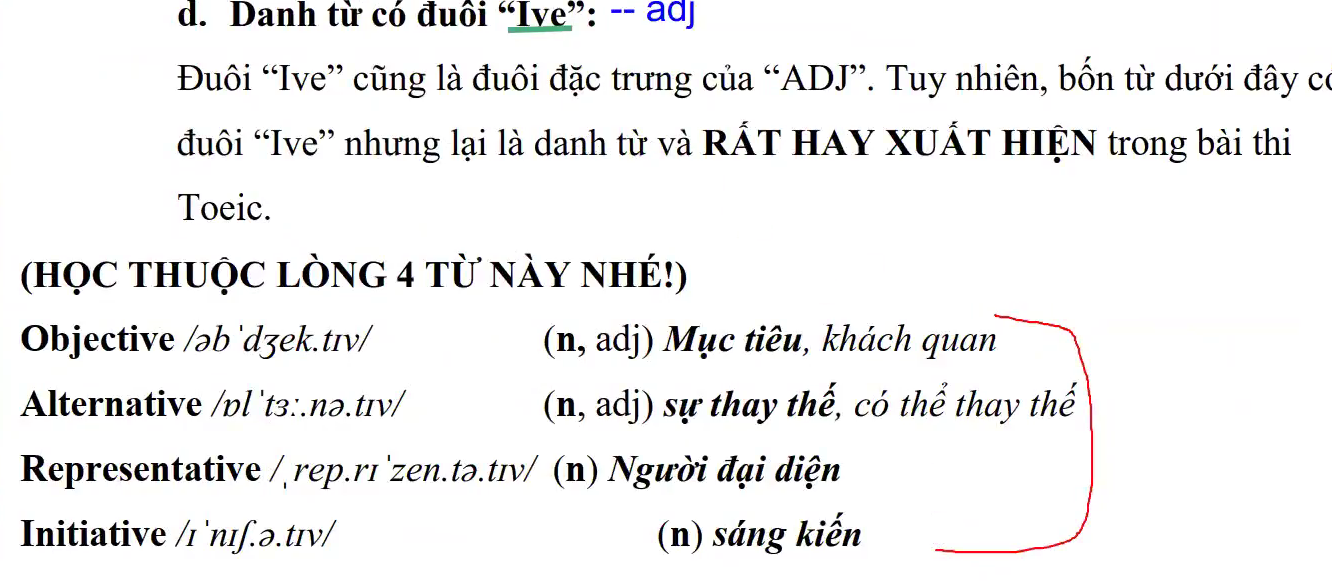 d. Danh từ có đuôi “Ive”: -- adj
Đuôi “Ive” cũng là đuôi đặc trưng của “ADJ”. Tuy nhiên, bốn từ dưới đây có
đuôi “Ive” nhưng lại là danh từ và RẤT HAY XUẤT HIỆN trong bài thi
Toeic.
(HỌC THUỘC LÒNG 4 TỪ NÀY NHÉ!)
Objective /əbˈdʒek.tɪv/ (n, adj) Mục tiêu, khách quan
Alternative /ɒlˈtɜː.nə.tɪv/ (n, adj) sự thay thế, có thể thay thế
Representative /ˌrep.rɪˈzen.tə.tɪv/ (n) Người đại diện
Initiative /ɪˈnɪʃ.ə.tɪv/ (n) sáng kiến